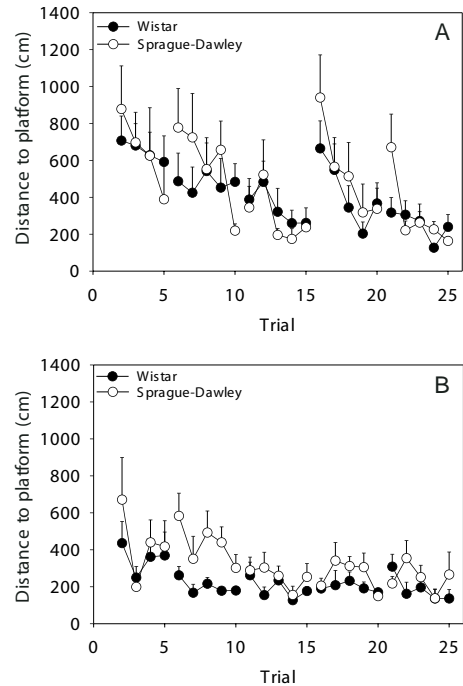 1400
1200
1000
800
600
400
200
0
Distance to platform (cm)
Wistar
Sprague-Dawley
A
0 5 10 15 20 25
Trial
1400
1200
1000
800
600
400
200
0
Distance to platform (cm)
Wistar
Sprague-Dawley
B
0 5 10 15 20 25
Trial